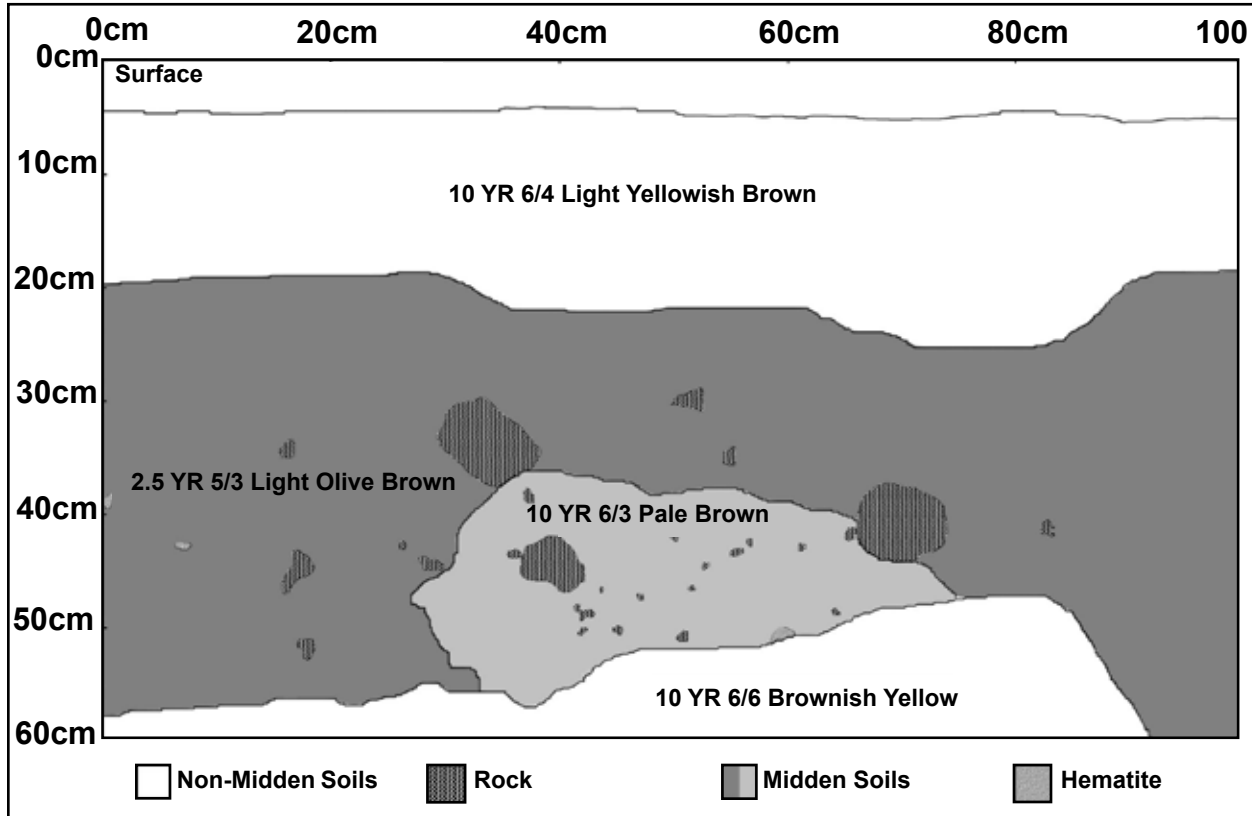 0cm 20cm 40cm 60cm 80cm 100
0cm
Surface
10cm
10 YR 6/4 Light Yellowish Brown
20cm
30cm
2.5 YR 5/3 Light Olive Brown
40cm
10 YR 6/3 Pale Brown
50cm
10 YR 6/6 Brownish Yellow
60cm
Non-Midden Soils Rock Midden Soils Hematite